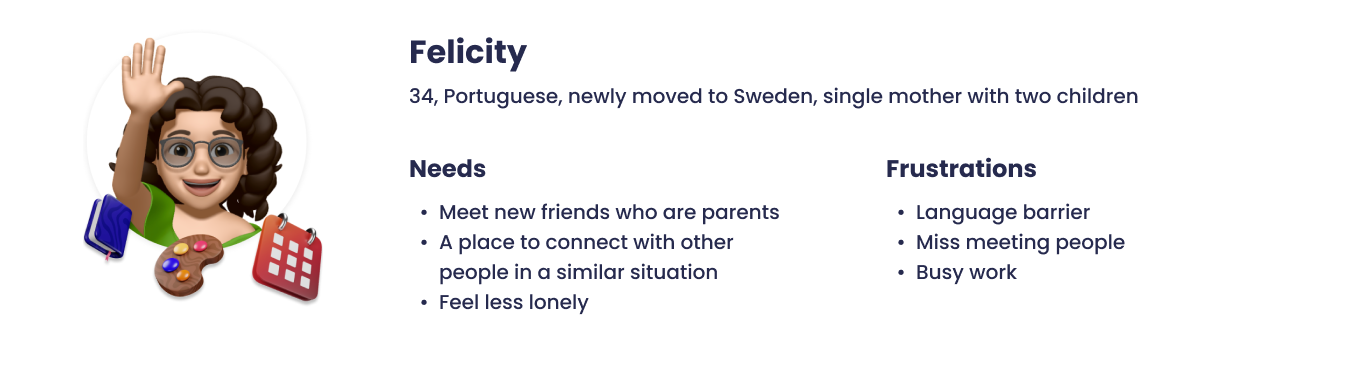 Felicity
34, Portuguese, newly moved to Sweden, single mother with two children
Needs
• Meet new friends who are parents
• A place to connect with other
people in a similar situation
• Feel less lonely
Frustrations
• Language barrier
• Miss meeting people
• Busy work